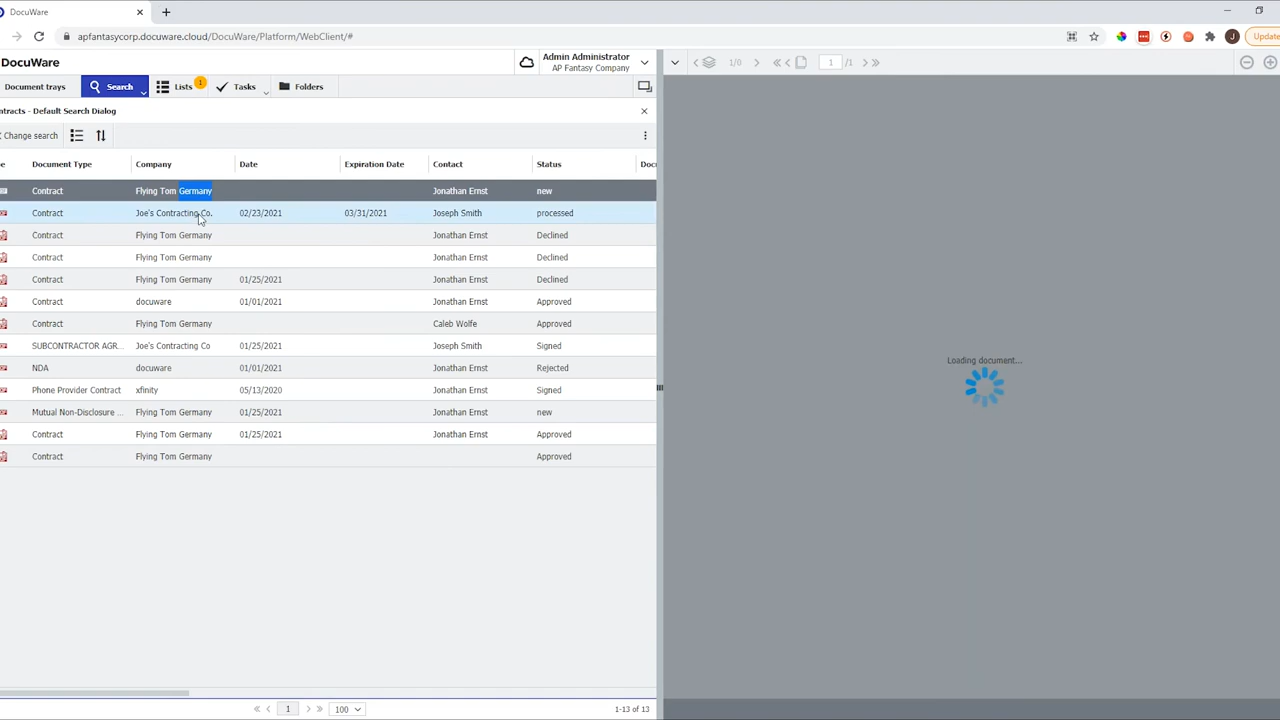 DocuWare
apfantasycorp.docuware.cloud/DocuWare/Platform/WebClient/#
J
Update
DocuWare
Admin Administrator
AP Fantasy Company
1/0
1
/1
Document trays
Search
Lists
1
Tasks
Folders
ntracts - Default Search Dialog
Change search
e Document Type Company Date Expiration Date Contact Status Docu
Contract Flying Tom Germany Jonathan Ernst new
Contract Joe's Contracting Co. 02/23/2021 03/31/2021 Joseph Smith processed
Contract Flying Tom Germany Jonathan Ernst Declined
Contract Flying Tom Germany Jonathan Ernst Declined
Contract Flying Tom Germany 01/25/2021 Jonathan Ernst Declined
Contract docuware 01/01/2021 Jonathan Ernst Approved
Contract Flying Tom Germany Caleb Wolfe Approved
SUBCONTRACTOR AGR... Joe's Contracting Co 01/25/2021 Joseph Smith Signed
NDA docuware 01/01/2021 Jonathan Ernst Rejected
Phone Provider Contract xfinity 05/13/2020 Jonathan Ernst Signed
Mutual Non-Disclosure ... Flying Tom Germany 01/25/2021 Jonathan Ernst new
Contract Flying Tom Germany 01/25/2021 Jonathan Ernst Approved
Contract Flying Tom Germany Approved
Loading document...
1
100
1-13 of 13